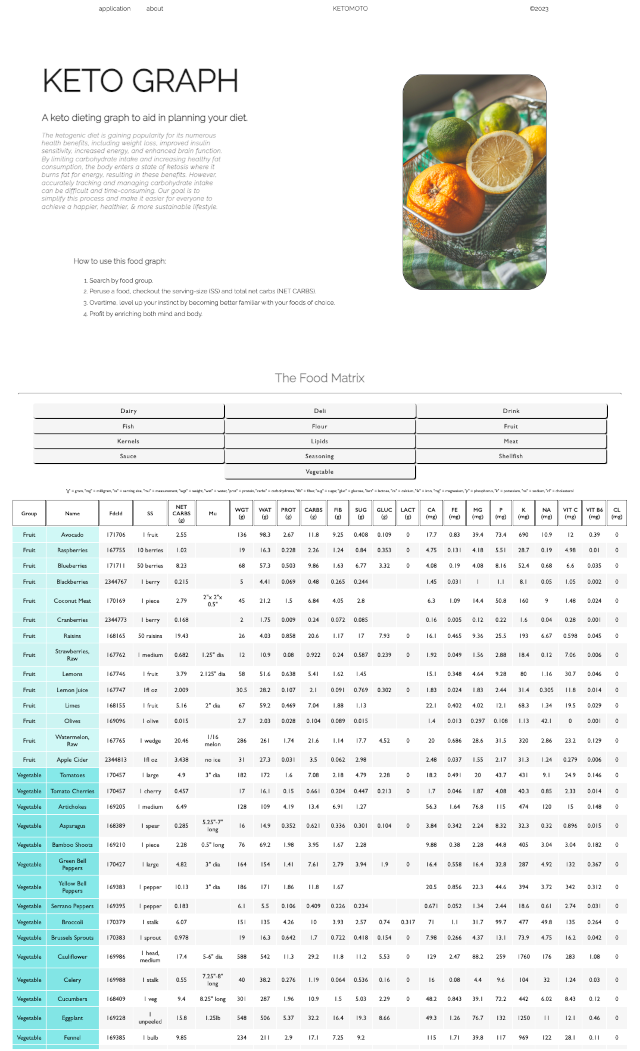 application about KETOMOTO ©2023
KETO GRAPH
A keto dieting graph to aid in planning your diet.
The ketogenic diet is gaining popularity for its numerous
health benefits, including weight loss, improved insulin
sensitivity, increased energy, and enhanced brain function.
By limiting carbohydrate intake and increasing healthy fat
consumption, the body enters a state of ketosis where it
burns fat for energy, resulting in these benefits. However,
accurately tracking and managing carbohydrate intake
can be difficult and time-consuming. Our goal is to
simplify this process and make it easier for everyone to
achieve a happier, healthier, & more sustainable lifestyle.
How to use this food graph:
1. Search by food group.
2. Peruse a food, checkout the serving-size (SS) and total net carbs (NET CARBS).
3. Overtime, level up your instinct by becoming better familiar with your foods of choice.
4. Profit by enriching both mind and body.
The Food Matrix
Dairy Deli Drink
Fish Flour Fruit
Kernels Lipids Meat
Sauce Seasoning Shellfish
Vegetable
Group Name FdcId SS NET CARBS (g) Mu WGT (g) WAT (g) PROT (g) CARBS (g) FIB (g) SUG (g) GLUC (g) LACT (g) CA (mg) FE (mg) MG (mg) P (mg) K (mg) NA (mg) VIT C (mg) VIT B6 (mg) CL (mg)
Fruit Avocado 171706 1 fruit 2.55 136 98.3 2.67 11.8 9.25 0.408 0.109 0 17.7 0.83 39.4 73.4 690 10.9 12 0.39 0
Fruit Raspberries 167755 10 berries 1.03 19 16.3 0.228 2.26 1.24 0.84 0.353 0 4.75 0.131 4.18 5.51 28.7 0.19 4.98 0.01 0
Fruit Blueberries 171711 50 berries 8.23 68 57.3 0.503 9.86 1.63 6.77 3.32 0 4.08 0.19 4.08 8.16 52.4 0.68 6.6 0.035 0
Fruit Blackberries 2344767 1 berry 0.215 5 4.41 0.069 0.48 0.265 0.244 1.45 0.031 1 1.1 8.1 0.05 1.05 0.002 0
Fruit Coconut Meat 170169 1 piece 2.79 2"x 2"x 0.5" 45 21.2 1.5 6.84 4.05 2.8 6.3 1.09 14.4 50.8 160 9 1.48 0.024 0
Fruit Cranberries 2344773 1 berry 0.168 2 1.75 0.009 0.24 0.072 0.085 0.16 0.005 0.12 0.22 1.6 0.04 0.28 0.001 0
Fruit Raisins 168165 50 raisins 19.43 26 4.03 0.858 20.6 1.17 17 7.93 0 16.1 0.465 9.36 25.5 193 6.67 0.598 0.045 0
Fruit Strawberries, Raw 167762 1 medium 0.682 1.25" dia 12 10.9 0.08 0.922 0.24 0.587 0.239 0 1.92 0.049 1.56 2.88 18.4 0.12 7.06 0.006 0
Fruit Lemons 167746 1 fruit 3.79 2.125" dia 58 51.6 0.638 5.41 1.62 1.45 15.1 0.348 4.64 9.28 80 1.16 30.7 0.046 0
Fruit Lemon Juice 167747 1fl oz 2.009 30.5 28.2 0.107 2.1 0.091 0.769 0.302 0 1.83 0.024 1.83 2.44 31.4 0.305 11.8 0.014 0
Fruit Limes 168155 1 fruit 5.16 2" dia 67 59.2 0.469 7.04 1.88 1.13 22.1 0.402 4.02 12.1 68.3 1.34 19.5 0.029 0
Fruit Olives 169096 1 olive 0.015 2.7 2.03 0.028 0.104 0.089 0.015 1.4 0.013 0.297 0.108 1.13 42.1 0 0.001 0
Fruit Watermelon, Raw 167765 1 wedge 20.46 1/16 melon 286 261 1.74 21.6 1.14 17.7 4.52 0 20 0.686 28.6 31.5 320 2.86 23.2 0.129 0
Fruit Apple Cider 2344813 1fl oz 3.438 no ice 31 27.3 0.031 3.5 0.062 2.98 2.48 0.037 1.55 2.17 31.3 1.24 0.279 0.006 0
Vegetable Tomatoes 170457 1 large 4.9 3" dia 182 172 1.6 7.08 2.18 4.79 2.28 0 18.2 0.491 20 43.7 431 9.1 24.9 0.146 0
Vegetable Tomato Cherries 170457 1 cherry 0.457 17 16.1 0.15 0.661 0.204 0.447 0.213 0 1.7 0.046 1.87 4.08 40.3 0.85 2.33 0.014 0
Vegetable Artichokes 169205 1 medium 6.49 128 109 4.19 13.4 6.91 1.27 56.3 1.64 76.8 115 474 120 15 0.148 0
Vegetable Asparagus 168389 1 spear 0.285 5.25"-7" long 16 14.9 0.352 0.621 0.336 0.301 0.104 0 3.84 0.342 2.24 8.32 32.3 0.32 0.896 0.015 0
Vegetable Bamboo Shoots 169210 1 piece 2.28 0.5" long 76 69.2 1.98 3.95 1.67 2.28 9.88 0.38 2.28 44.8 405 3.04 3.04 0.182 0
Vegetable Green Bell Peppers 170427 1 large 4.82 3" dia 164 154 1.41 7.61 2.79 3.94 1.9 0 16.4 0.558 16.4 32.8 287 4.92 132 0.367 0
Vegetable Yellow Bell Peppers 169383 1 pepper 10.13 3" dia 186 171 1.86 11.8 1.67 20.5 0.856 22.3 44.6 394 3.72 342 0.312 0
Vegetable Serrano Peppers 169395 1 pepper 0.183 6.1 5.5 0.106 0.409 0.226 0.234 0.671 0.052 1.34 2.44 18.6 0.61 2.74 0.031 0
Vegetable Broccoli 170379 1 stalk 6.07 151 135 4.26 10 3.93 2.57 0.74 0.317 71 1.1 31.7 99.7 477 49.8 135 0.264 0
Vegetable Brussels Sprouts 170383 1 sprout 0.978 19 16.3 0.642 1.7 0.722 0.418 0.154 0 7.98 0.266 4.37 13.1 73.9 4.75 16.2 0.042 0
Vegetable Cauliflower 169986 1 head, medium 17.4 5-6" dia 588 542 11.3 29.2 11.8 11.2 5.53 0 129 2.47 88.2 259 1760 176 283 1.08 0
Vegetable Celery 169988 1 stalk 0.55 7.25"-8" long 40 38.2 0.276 1.19 0.064 0.536 0.16 0 16 0.08 4.4 9.6 104 32 1.24 0.03 0
Vegetable Cucumbers 168409 1 veg 9.4 8.25" long 301 287 1.96 10.9 1.5 5.03 2.29 0 48.2 0.843 39.1 72.2 442 6.02 8.43 0.12 0
Vegetable Eggplant 169228 1 unpeeled 15.8 1.25lb 548 506 5.37 32.2 16.4 19.3 8.66 49.3 1.26 76.7 132 1250 11 12.1 0.46 0
Vegetable Fennel 169385 1 bulb 9.85 234 211 2.9 17.1 7.25 9.2 115 1.71 39.8 117 969 122 28.1 0.11 0